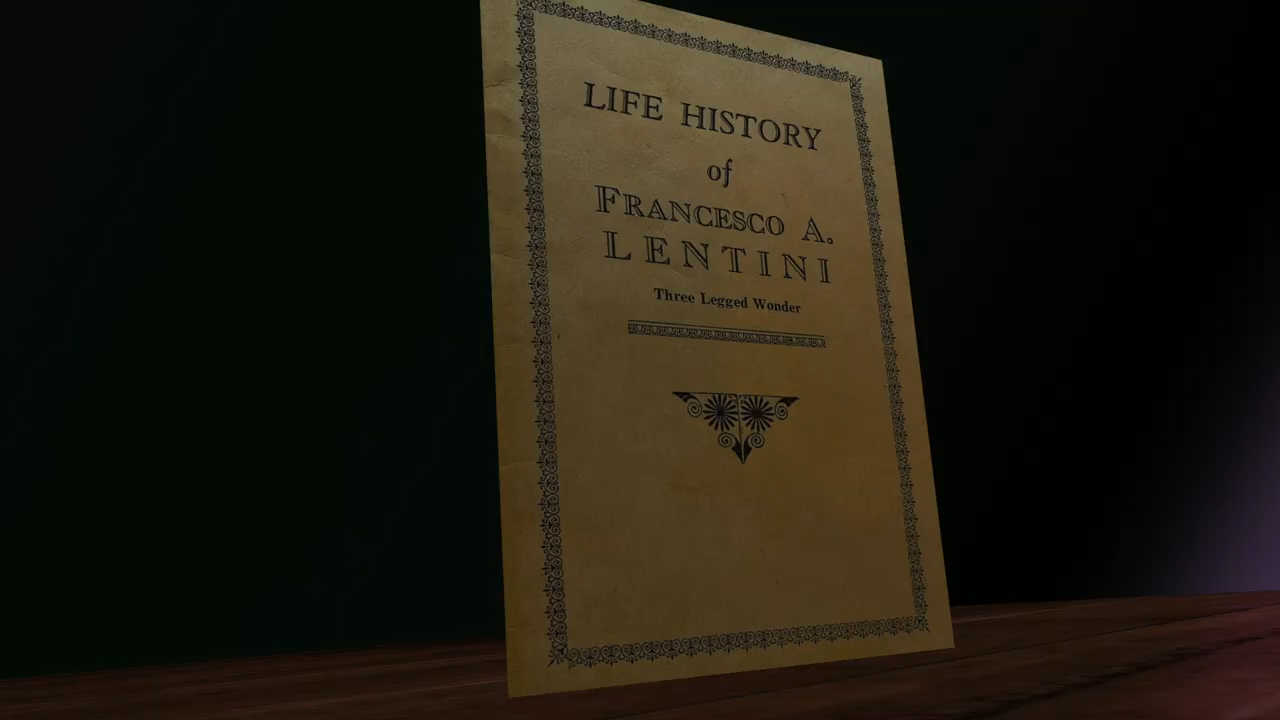 LIFE HISTORY
of
FRANCESCO A.
LENTINI
Three Legged Wonder